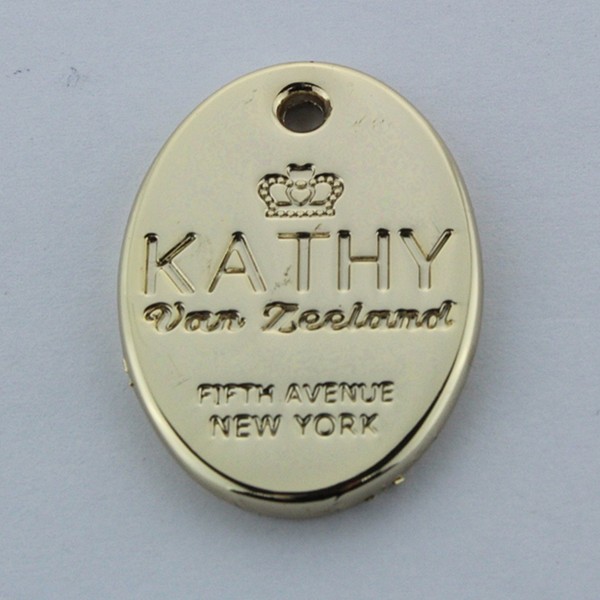 KATHY
Van Zeeland
FIFTH AVENUE
NEW YORK